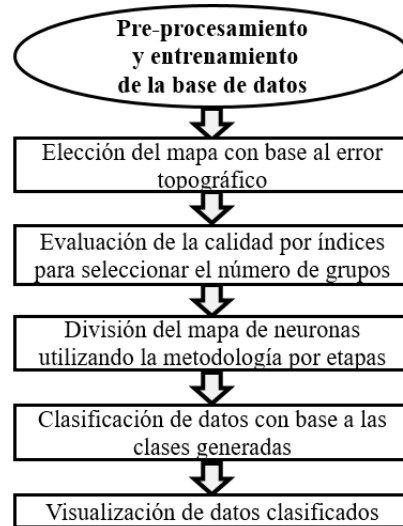 Pre-procesamiento
y entrenamiento
de la base de datos
Elección del mapa con base al error
topográfico
Evaluación de la calidad por índices
para seleccionar el número de grupos
División del mapa de neuronas
utilizando la metodología por etapas
Clasificación de datos con base a las
clases generadas
Visualización de datos clasificados